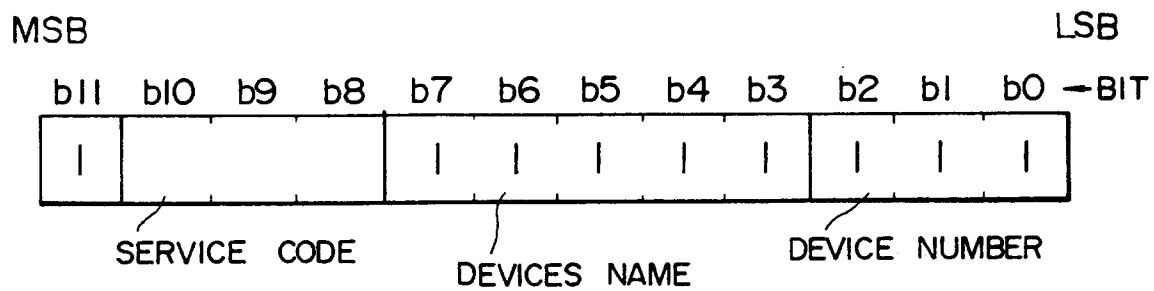 MSB LSB
b11 b10 b9 b8 b7 b6 b5 b4 b3 b2 b1 b0 ←BIT
1 1 1 1 1 1 1 1 1
SERVICE CODE DEVICES NAME DEVICE NUMBER